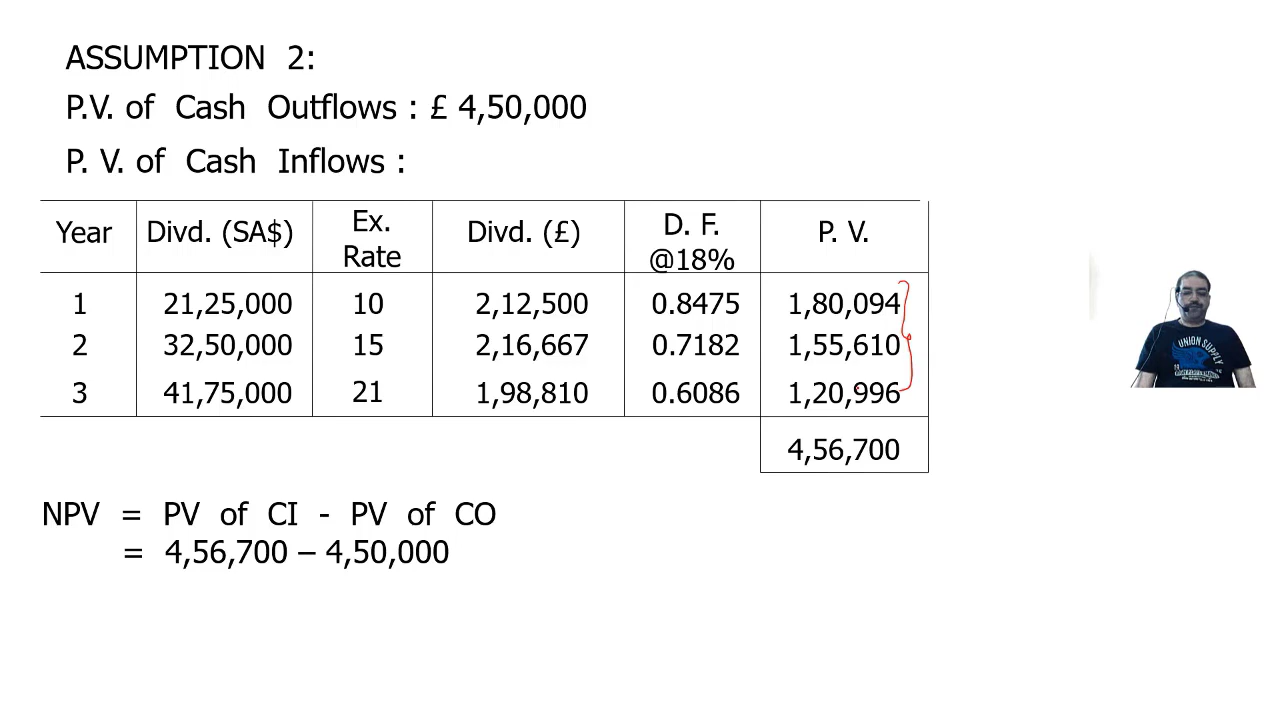 ASSUMPTION 2:
P.V. of Cash Outflows : £ 4,50,000
P. V. of Cash Inflows :
Year Divd. (SA$) Ex. Rate Divd. (£) D. F. @18% P. V.
1 21,25,000 10 2,12,500 0.8475 1,80,094
2 32,50,000 15 2,16,667 0.7182 1,55,610
3 41,75,000 21 1,98,810 0.6086 1,20,996
4,56,700
NPV = PV of CI - PV of CO
= 4,56,700 – 4,50,000
UNION SUPPLY